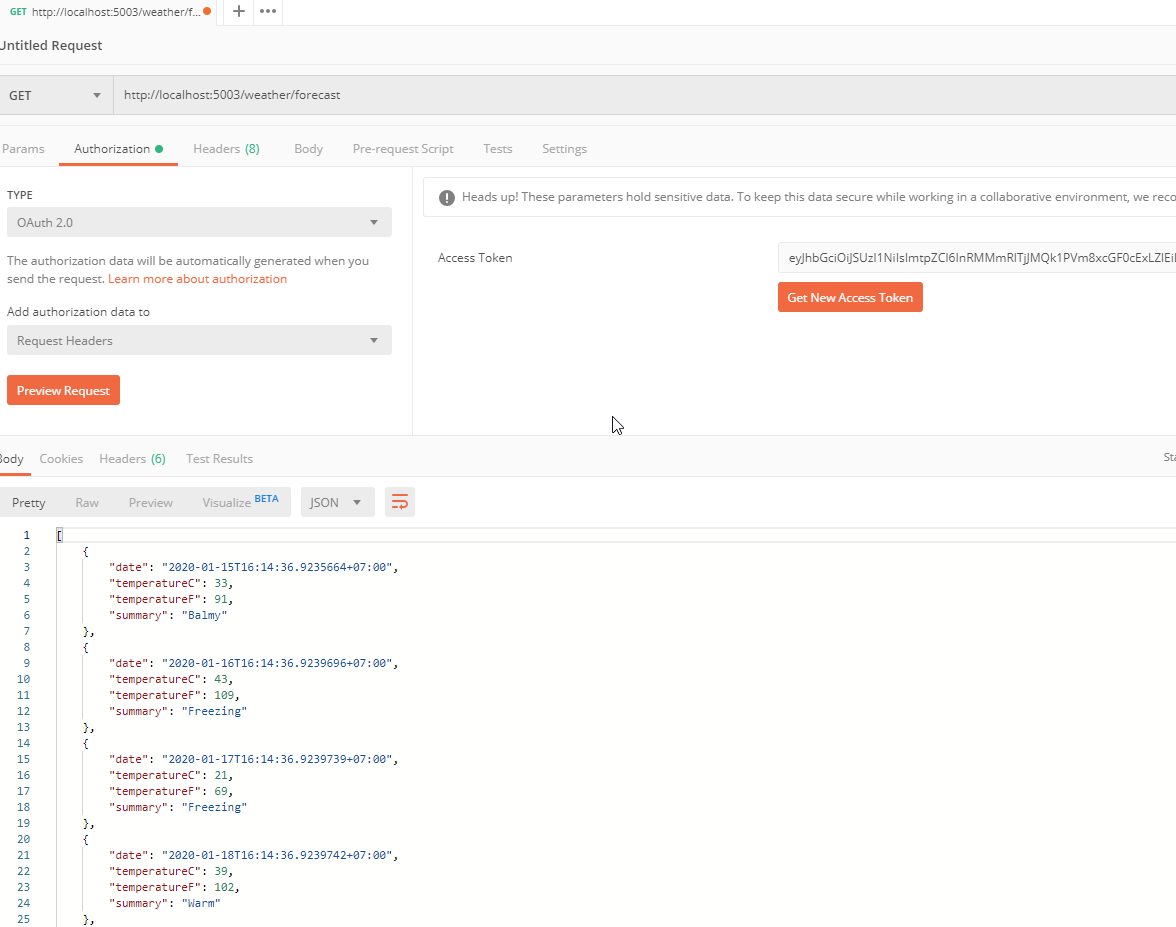 GET http://localhost:5003/weather/f...
Untitled Request
GET http://localhost:5003/weather/forecast
Params Authorization Headers (8) Body Pre-request Script Tests Settings
TYPE
OAuth 2.0
The authorization data will be automatically generated when you
send the request. Learn more about authorization
Add authorization data to
Request Headers
Preview Request
Heads up! These parameters hold sensitive data. To keep this data secure while working in a collaborative environment, we reco
Access Token
Get New Access Token
Body Cookies Headers (6) Test Results Sta
Pretty Raw Preview Visualize BETA JSON
1 [
2 {
3 "date": "2020-01-15T16:14:36.9235664+07:00",
4 "temperatureC": 33,
5 "temperatureF": 91,
6 "summary": "Balmy"
7 },
8 {
9 "date": "2020-01-16T16:14:36.9239696+07:00",
10 "temperatureC": 43,
11 "temperatureF": 109,
12 "summary": "Freezing"
13 },
14 {
15 "date": "2020-01-17T16:14:36.9239739+07:00",
16 "temperatureC": 21,
17 "temperatureF": 69,
18 "summary": "Freezing"
19 },
20 {
21 "date": "2020-01-18T16:14:36.9239742+07:00",
22 "temperatureC": 39,
23 "temperatureF": 102,
24 "summary": "Warm"
25 },